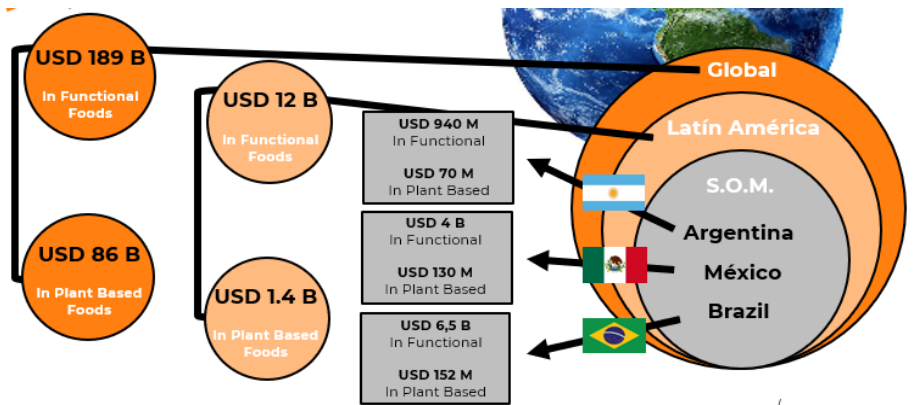 USD 189 B
In Functional
Foods
USD 86 B
In Plant Based
Foods
USD 12 B
In Functional
Foods
USD 1.4 B
In Plant Based
Foods
USD 940 M
In Functional
USD 70 M
In Plant Based
USD 4 B
In Functional
USD 130 M
In Plant Based
USD 6,5 B
In Functional
USD 152 M
In Plant Based
Global
Latín América
S.O.M.
Argentina
México
Brazil